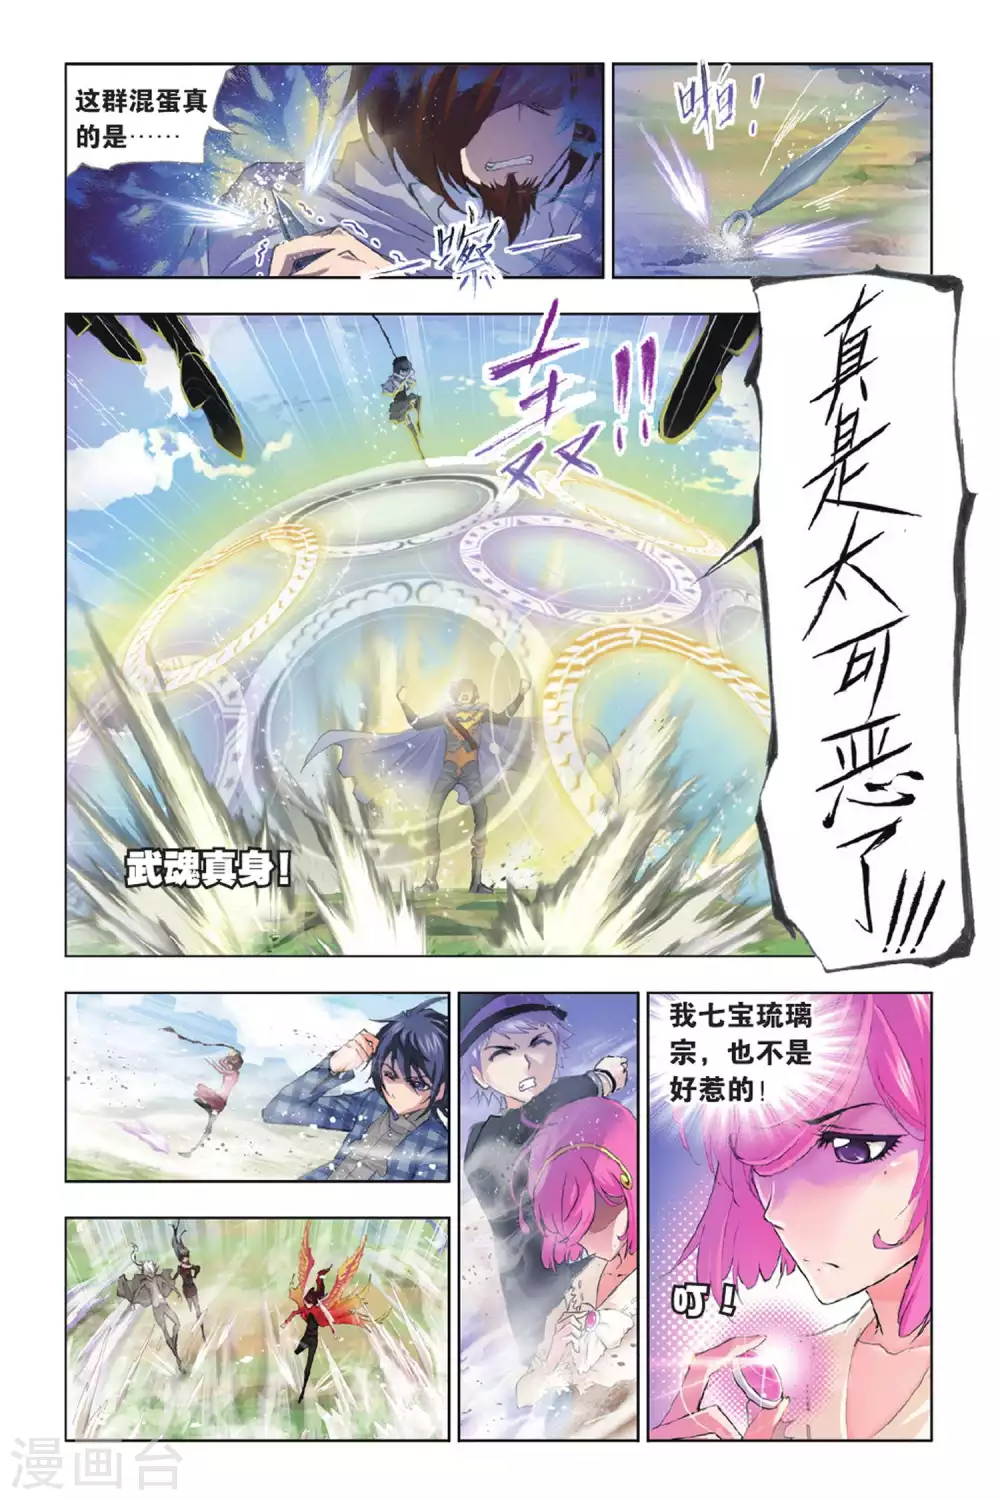 这群混蛋真
的是……
嚓
啪！
轰!!
真是太可恶了!!!
武魂真身！
我七宝琉璃
宗，也不是
好惹的！
叮！
漫画台